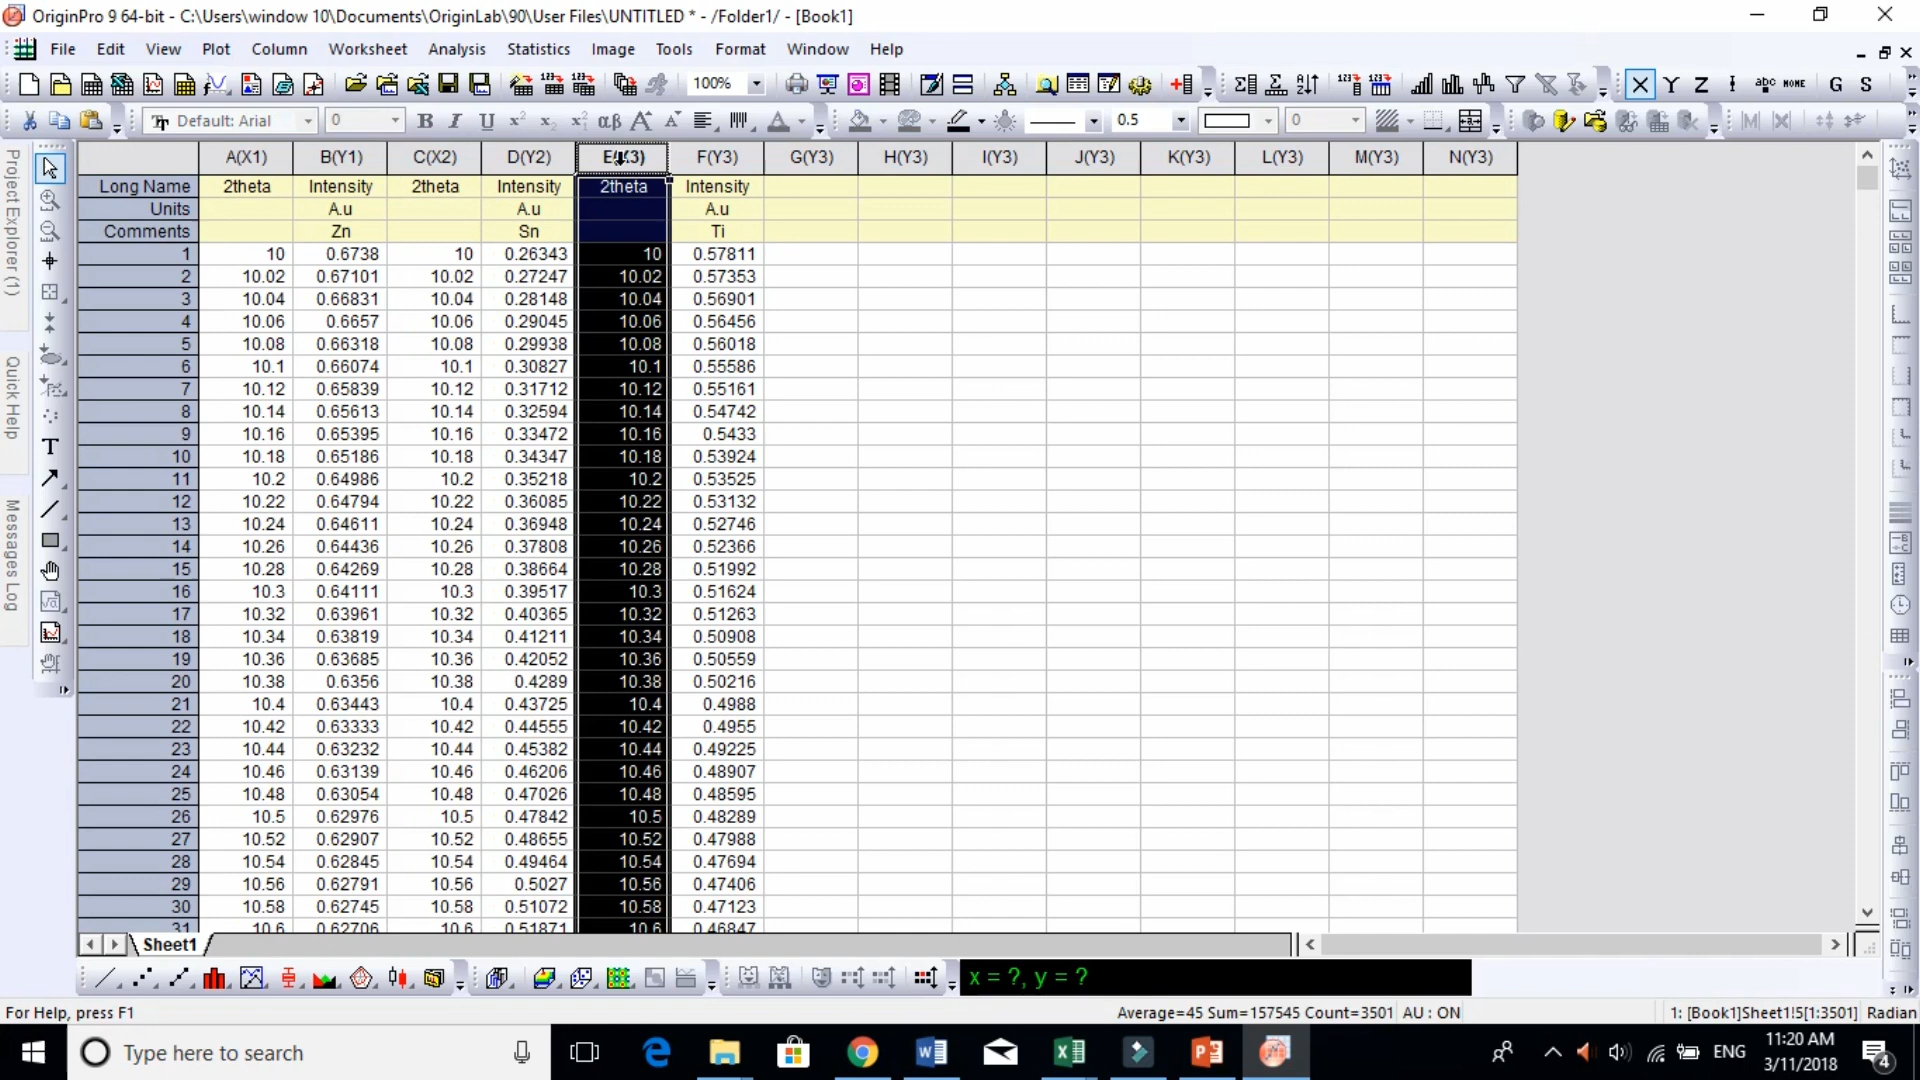 OriginPro 9 64-bit - C:\Users\window 10\Documents\OriginLab\90\User Files\UNTITLED * - /Folder1/ - [Book1]
File Edit View Plot Column Worksheet Analysis Statistics Image Tools Format Window Help
100% X Y Z abc NONE G S
Default: Arial 0 B I U αβ A A A 0.5 0
Project Explorer (1)
Quick Help
Messages Log
A(X1) B(Y1) C(X2) D(Y2) F(Y3) G(Y3) H(Y3) I(Y3) J(Y3) K(Y3) L(Y3) M(Y3) N(Y3)
Long Name 2theta Intensity 2theta Intensity 2theta Intensity
Units A.u A.u A.u
Comments Zn Sn Ti
1 10 0.6738 10 0.26343 10 0.57811
2 10.02 0.67101 10.02 0.27247 10.02 0.57353
3 10.04 0.66831 10.04 0.28148 10.04 0.56901
4 10.06 0.6657 10.06 0.29045 10.06 0.56456
5 10.08 0.66318 10.08 0.29938 10.08 0.56018
6 10.1 0.66074 10.1 0.30827 10.1 0.55586
7 10.12 0.65839 10.12 0.31712 10.12 0.55161
8 10.14 0.65613 10.14 0.32594 10.14 0.54742
9 10.16 0.65395 10.16 0.33472 10.16 0.5433
10 10.18 0.65186 10.18 0.34347 10.18 0.53924
11 10.2 0.64986 10.2 0.35218 10.2 0.53525
12 10.22 0.64794 10.22 0.36085 10.22 0.53132
13 10.24 0.64611 10.24 0.36948 10.24 0.52746
14 10.26 0.64436 10.26 0.37808 10.26 0.52366
15 10.28 0.64269 10.28 0.38664 10.28 0.51992
16 10.3 0.64111 10.3 0.39517 10.3 0.51624
17 10.32 0.63961 10.32 0.40365 10.32 0.51263
18 10.34 0.63819 10.34 0.41211 10.34 0.50908
19 10.36 0.63685 10.36 0.42052 10.36 0.50559
20 10.38 0.6356 10.38 0.4289 10.38 0.50216
21 10.4 0.63443 10.4 0.43725 10.4 0.4988
22 10.42 0.63333 10.42 0.44555 10.42 0.4955
23 10.44 0.63232 10.44 0.45382 10.44 0.49225
24 10.46 0.63139 10.46 0.46206 10.46 0.48907
25 10.48 0.63054 10.48 0.47026 10.48 0.48595
26 10.5 0.62976 10.5 0.47842 10.5 0.48289
27 10.52 0.62907 10.52 0.48655 10.52 0.47988
28 10.54 0.62845 10.54 0.49464 10.54 0.47694
29 10.56 0.62791 10.56 0.5027 10.56 0.47406
30 10.58 0.62745 10.58 0.51072 10.58 0.47123
31 10.6 0.62706 10.6 0.51871 10.6 0.46847
Sheet1
x = ?, y = ?
For Help, press F1 Average=45 Sum=157545 Count=3501 AU : ON 1: [Book1]Sheet1!5[1:3501] Radian
Type here to search ENG 11:20 AM
3/11/2018 4